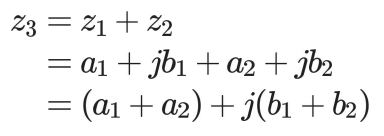 z₃ = z₁ + z₂
= a₁ + jb₁ + a₂ + jb₂
= (a₁ + a₂) + j(b₁ + b₂)